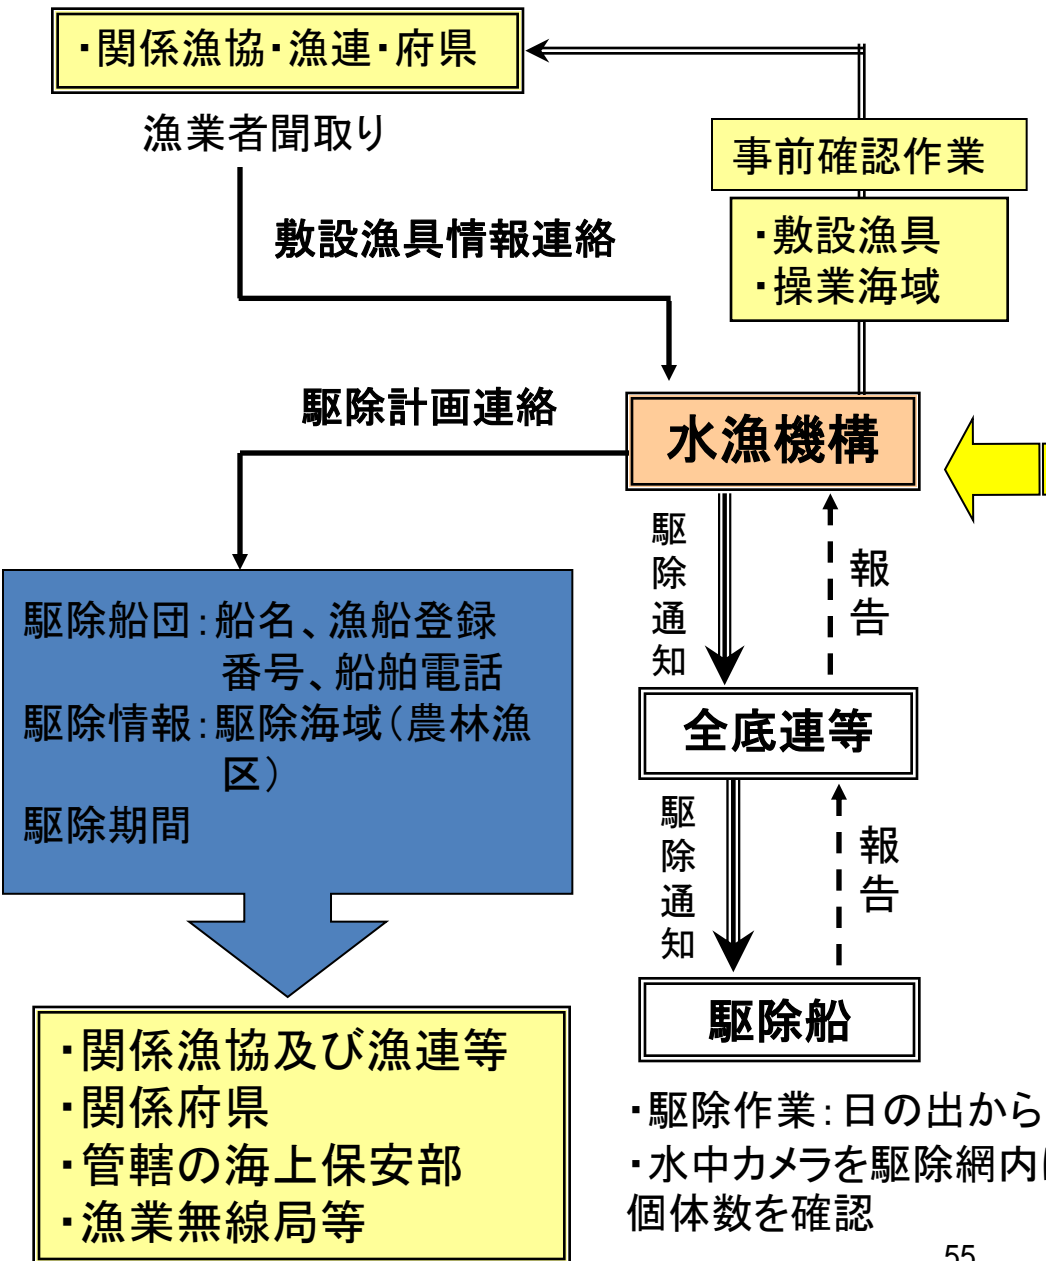 ・関係漁協・漁連・府県
漁業者聞取り
事前確認作業
・敷設漁具
・操業海域
敷設漁具情報連絡
駆除計画連絡
水漁機構
駆除通知
報告
駆除船団：船名、漁船登録
番号、船舶電話
駆除情報：駆除海域（農林漁
区）
駆除期間
全底連等
駆除通知
報告
駆除船
・関係漁協及び漁連等
・関係府県
・管轄の海上保安部
・漁業無線局等
・駆除作業：日の出から
・水中カメラを駆除網内
個体数を確認
55